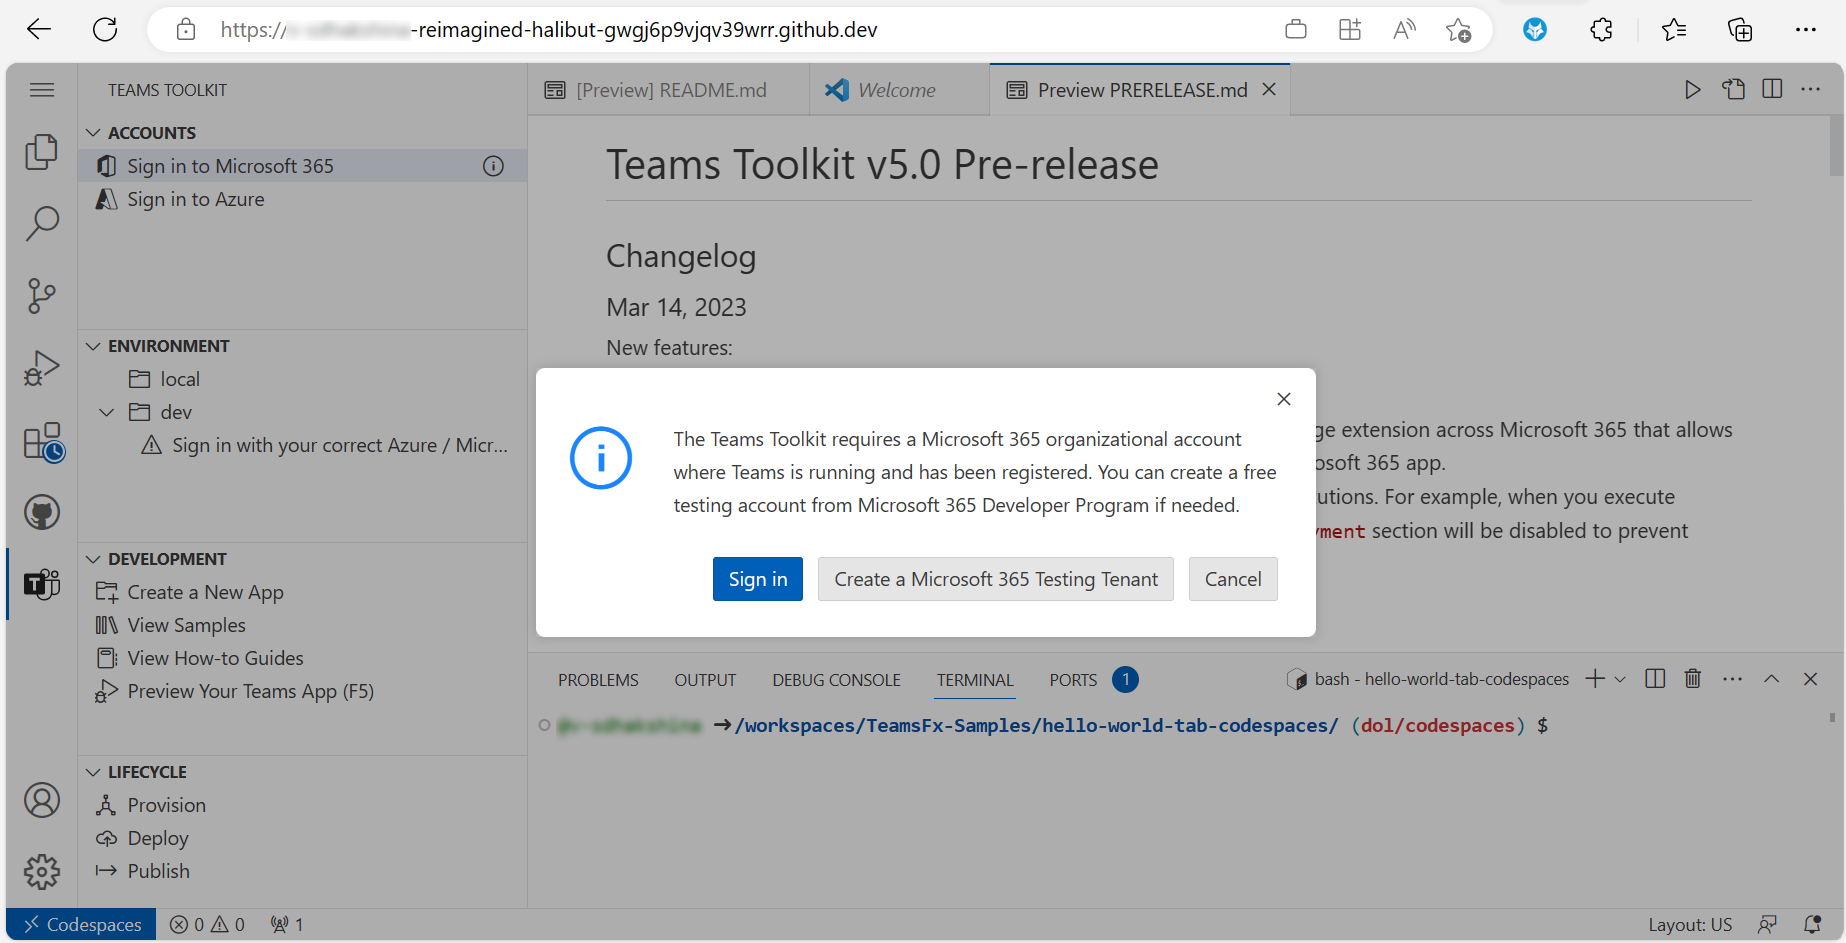 https://
-reimagined-halibut-gwgj6p9vjqv39wrr.github.dev
TEAMS TOOLKIT
ACCOUNTS
Sign in to Microsoft 365
Sign in to Azure
ENVIRONMENT
local
dev
Sign in with your correct Azure / Micr...
DEVELOPMENT
Create a New App
View Samples
View How-to Guides
Preview Your Teams App (F5)
LIFECYCLE
Provision
Deploy
Publish
[Preview] README.md
Welcome
Preview PRERELEASE.md
Teams Toolkit v5.0 Pre-release
Changelog
Mar 14, 2023
New features:
ge extension across Microsoft 365 that allows
osoft 365 app.
utions. For example, when you execute
yment section will be disabled to prevent
The Teams Toolkit requires a Microsoft 365 organizational account
where Teams is running and has been registered. You can create a free
testing account from Microsoft 365 Developer Program if needed.
Sign in
Create a Microsoft 365 Testing Tenant
Cancel
PROBLEMS
OUTPUT
DEBUG CONSOLE
TERMINAL
PORTS 1
bash - hello-world-tab-codespaces
→/workspaces/TeamsFx-Samples/hello-world-tab-codespaces/ (dol/codespaces) $
Codespaces
0
0
1
Layout: US